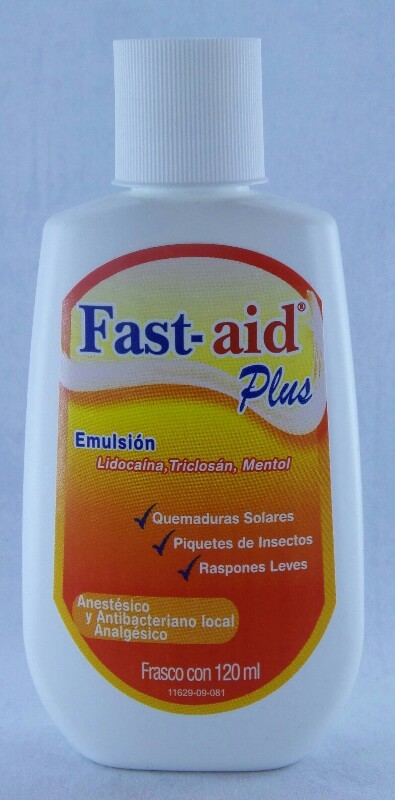 Fast-aid®
Plus
Emulsión
Lidocaína, Triclosán, Mentol
Quemaduras Solares
Piquetes de Insectos
Raspones Leves
Anestésico
y Antibacteriano local
Analgésico
Frasco con 120 ml
11629-09-081